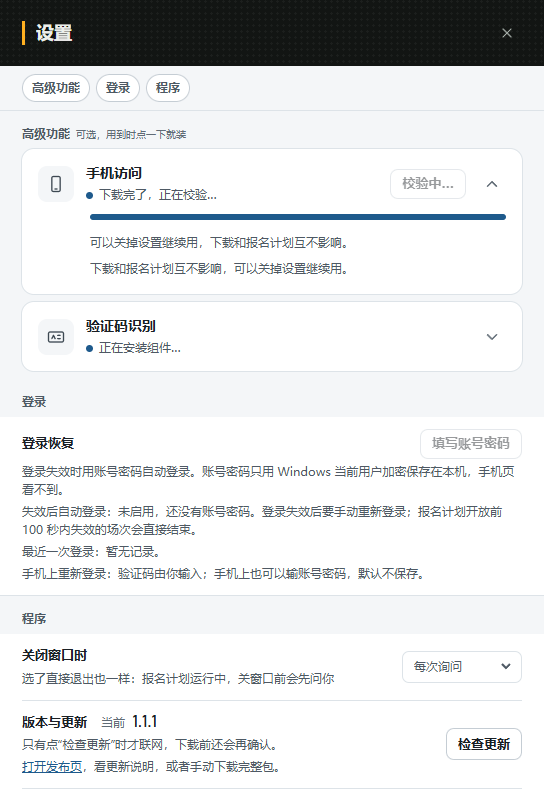 设置
高级功能
登录
程序
高级功能 可选，用到时点一下就装
手机访问
校验中...
下载完了，正在校验...
可以关掉设置继续用，下载和报名计划互不影响。
下载和报名计划互不影响，可以关掉设置继续用。
验证码识别
正在安装组件...
登录
登录恢复
填写账号密码
登录失效时用账号密码自动登录。账号密码只用 Windows 当前用户加密保存在本机，手机页
看不到。
失效后自动登录：未启用，还没有账号密码。登录失效后要手动重新登录；报名计划开放前
100 秒内失效的场次会直接结束。
最近一次登录：暂无记录。
手机上重新登录：验证码由你输入；手机上也可以输账号密码，默认不保存。
程序
关闭窗口时
每次询问
选了直接退出也一样：报名计划运行中，关窗口前会先问你
版本与更新 当前 1.1.1
只有点“检查更新”时才联网，下载前还会再确认。
检查更新
打开发布页，看更新说明，或者手动下载完整包。